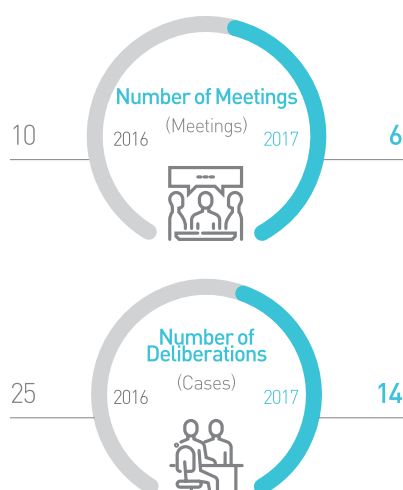 Number of Meetings
(Meetings)
10 2016 2017 6
Number of
Deliberations
(Cases)
25 2016 2017 14